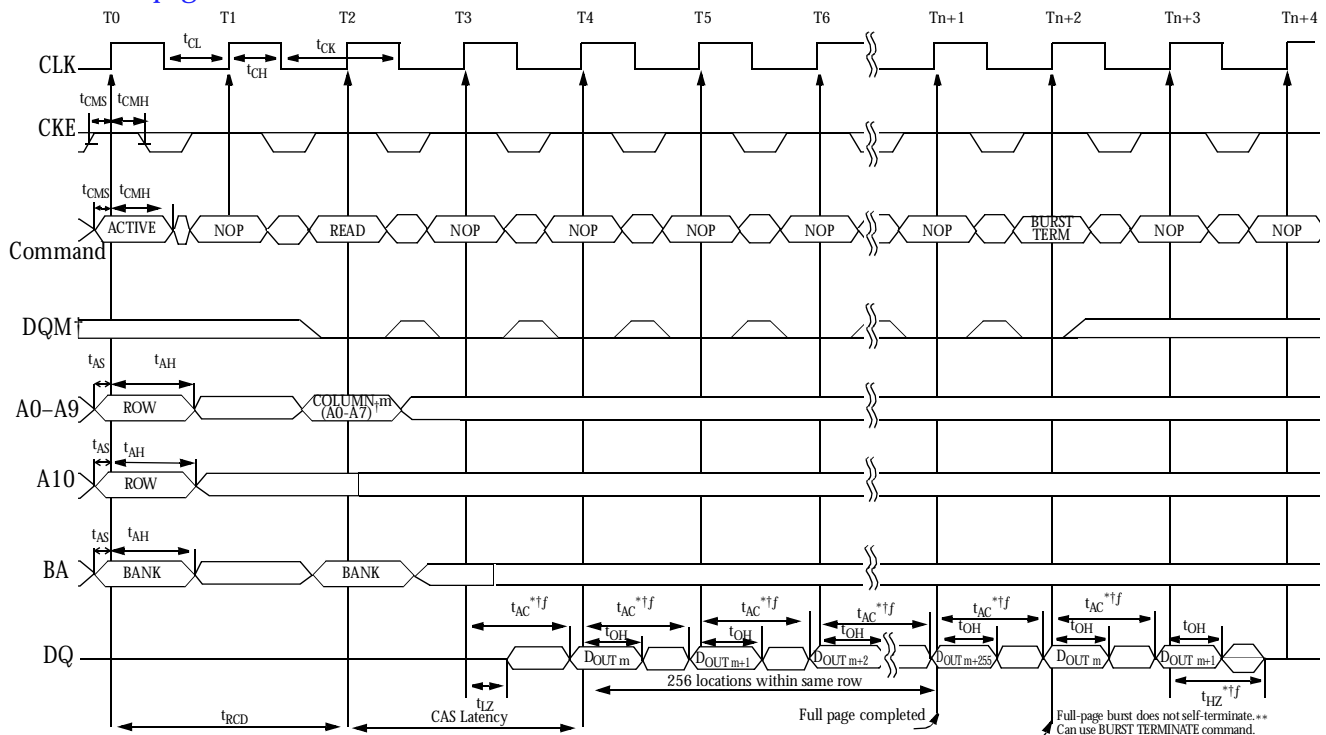 T0 T1 T2 T3 T4 T5 T6 Tn+1 Tn+2 Tn+3 Tn+4
CLK
tCL
tCH
tCK
tCMS tCMH
CKE
tCMS tCMH
Command
ACTIVE NOP READ NOP NOP NOP NOP NOP BURST TERM NOP NOP
DQM†
tAS tAH
A0–A9
ROW
COLUMN†m
(A0-A7)
tAS tAH
A10
ROW
tAS tAH
BA
BANK
BANK
tAC*†f tAC*†f tAC*†f tAC*†f tAC*†f tAC*†f
tOH tOH tOH tOH tOH tOH
DQ
DOUT m DOUT m+1 DOUT m+2 DOUT m+255 DOUT m DOUT m+1
256 locations within same row
tLZ
tHZ*†f
tRCD
CAS Latency
Full page completed
Full-page burst does not self-terminate.**
Can use BURST TERMINATE command.